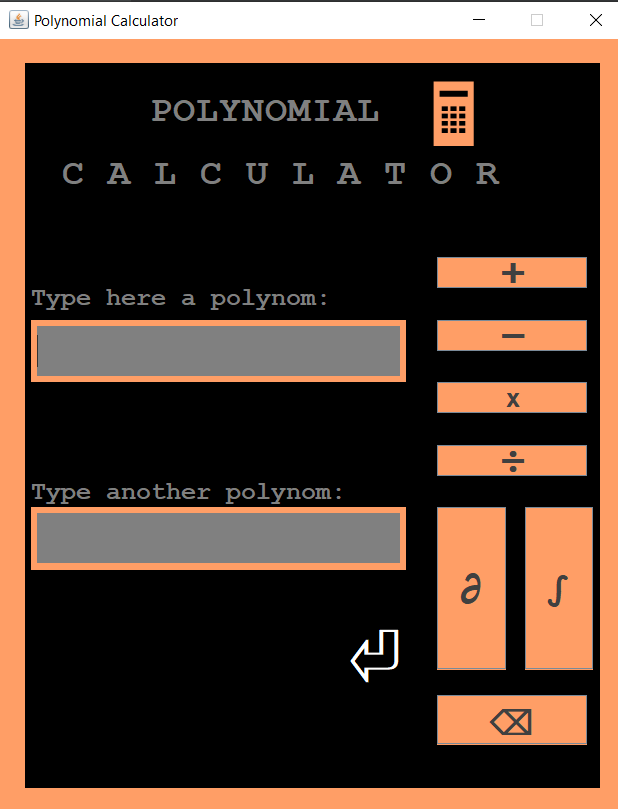 Polynomial Calculator
POLYNOMIAL
C A L C U L A T O R
+
Type here a polynom:
−
x
÷
Type another polynom:
∂
∫
⌫